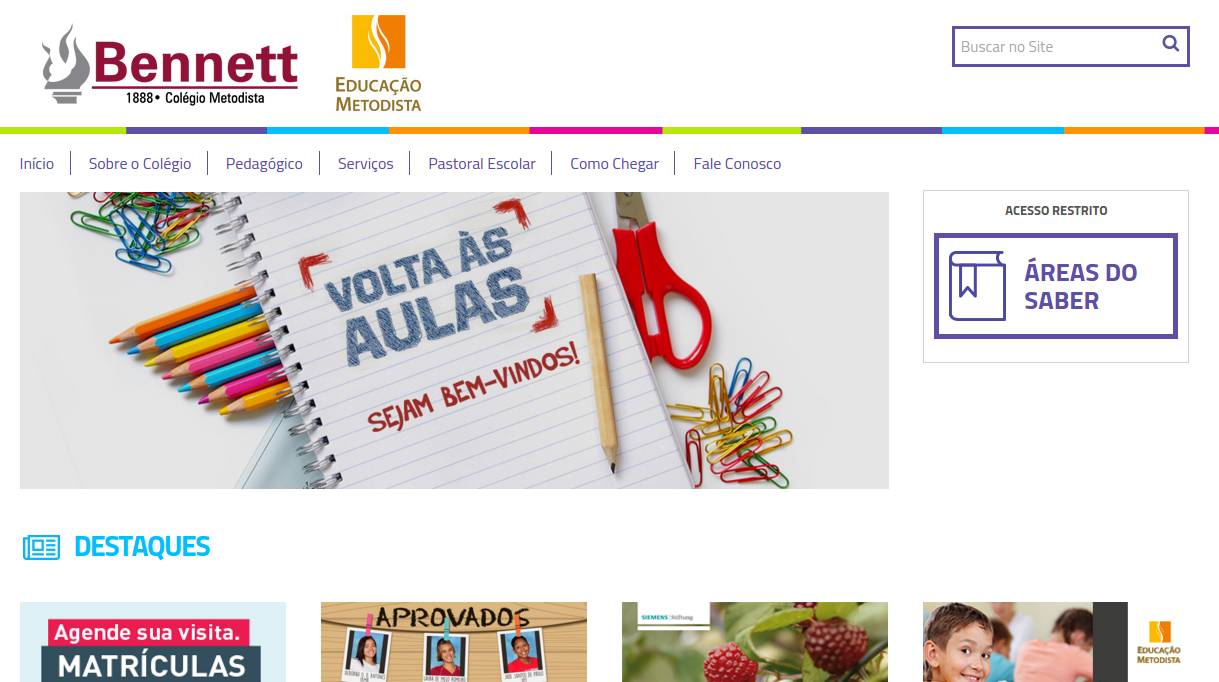 Bennett
1888 • Colégio Metodista
EDUCAÇÃO
METODISTA
Buscar no Site
Início
Sobre o Colégio
Pedagógico
Serviços
Pastoral Escolar
Como Chegar
Fale Conosco
VOLTA ÀS
AULAS
SEJAM BEM-VINDOS!
ACESSO RESTRITO
ÁREAS DO
SABER
DESTAQUES
Agende sua visita.
MATRÍCULAS
APROVADOS
SIEMENS | Stiftung
EDUCAÇÃO
METODISTA